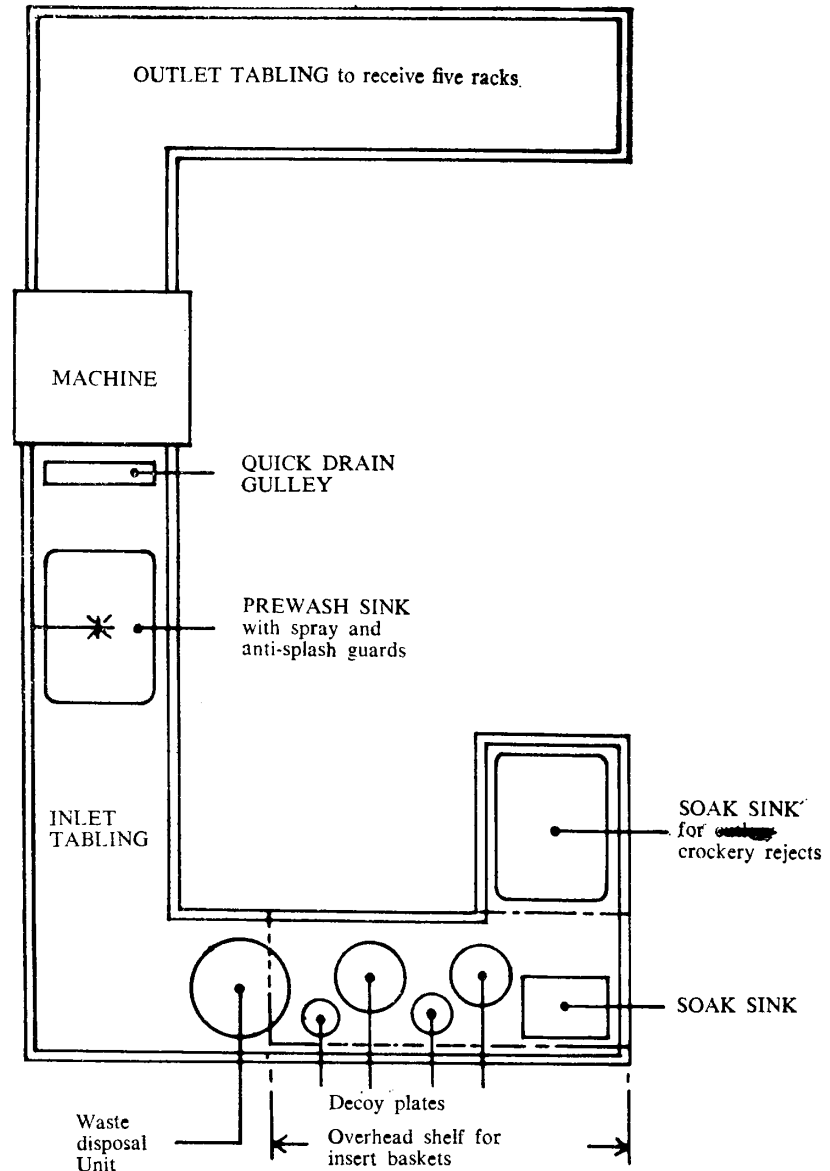 OUTLET TABLING to receive five racks.
MACHINE
QUICK DRAIN
GULLEY
PREWASH SINK
with spray and
anti-splash guards
INLET
TABLING
SOAK SINK
for
crockery rejects
SOAK SINK
Decoy plates
Waste
disposal
Unit
Overhead shelf for
insert baskets